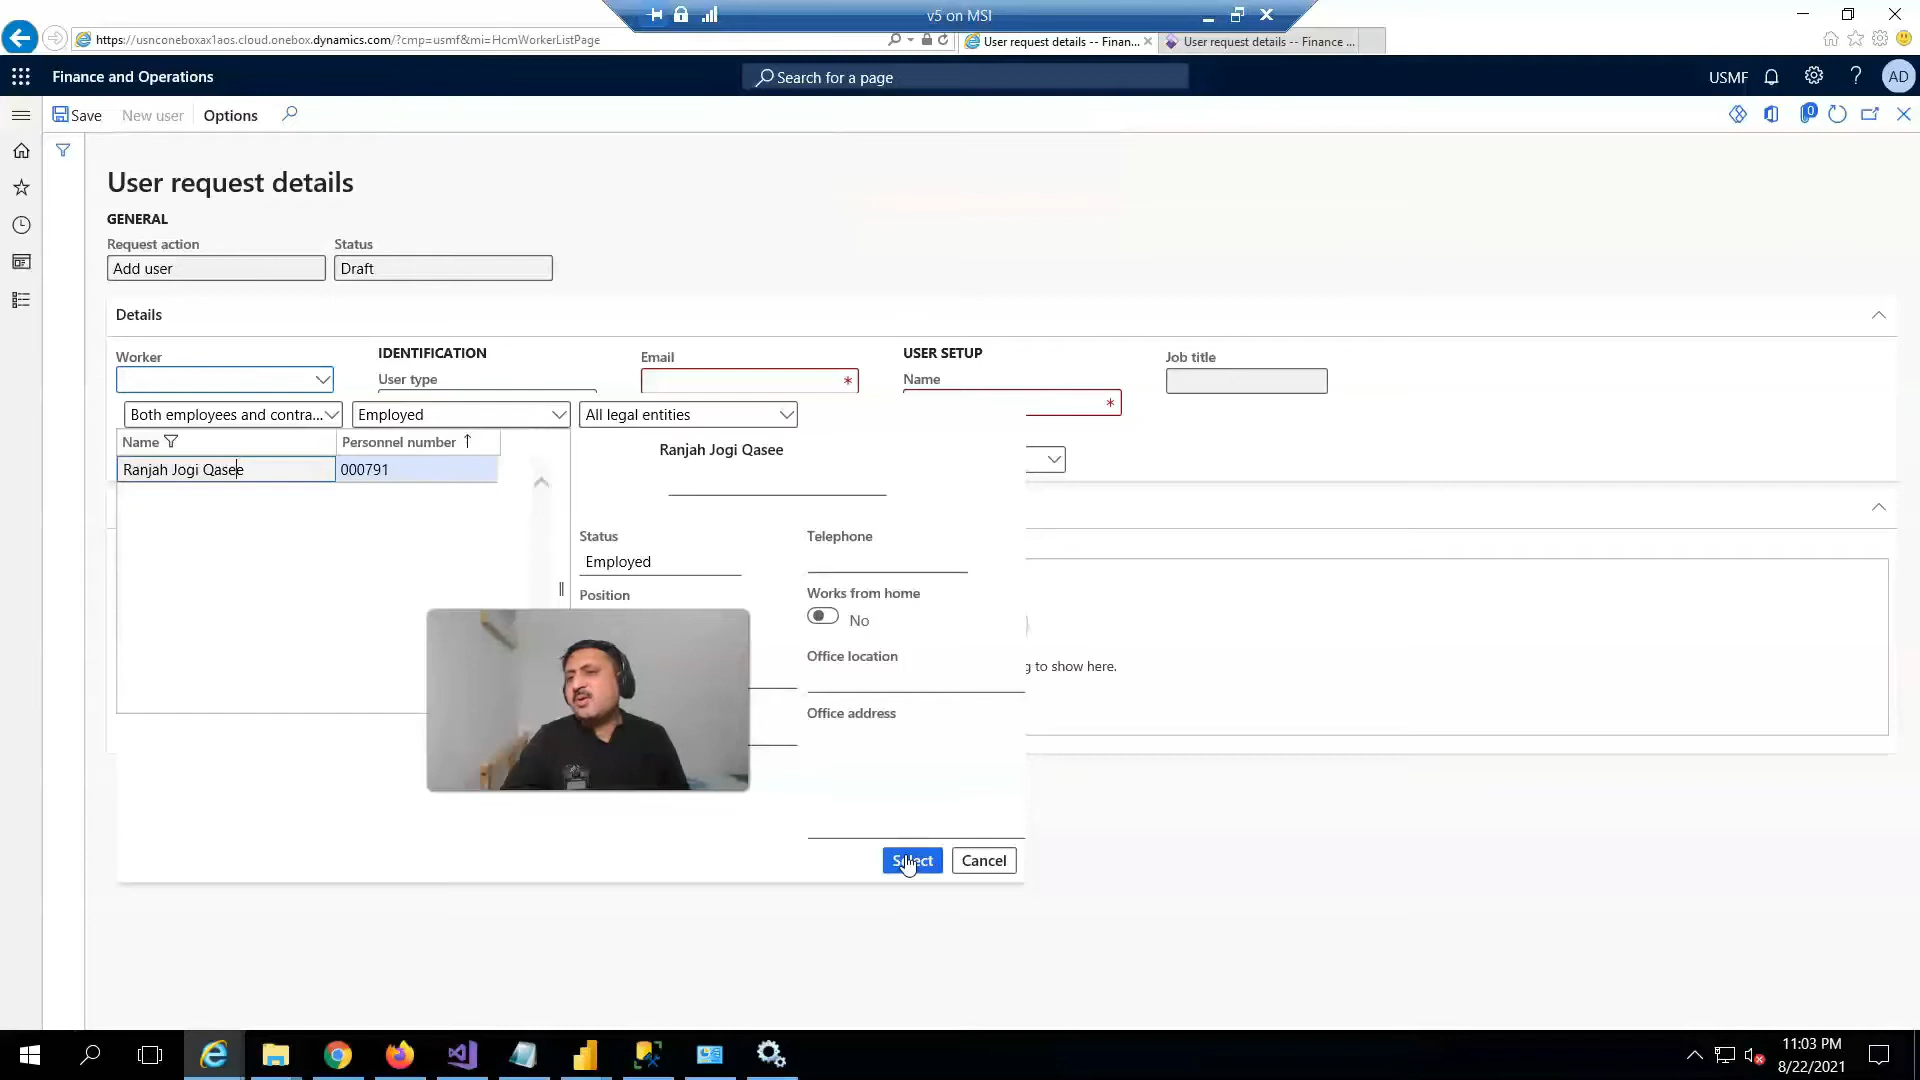 v5 on MSI
https://usnconeboxax1aos.cloud.onebox.dynamics.com/?cmp=usmf&mi=HcmWorkerListPage
User request details -- Finan...
User request details -- Finance ...
Finance and Operations
Search for a page
USMF
?
AD
Save
New user
Options
0
User request details
GENERAL
Request action
Status
Add user
Draft
Details
Worker
IDENTIFICATION
Email
USER SETUP
Job title
User type
Name
*
*
Both employees and contra...
Employed
All legal entities
Name
Personnel number
Ranjah Jogi Qasee
Ranjah Jogi Qasee
000791
Status
Telephone
Employed
Position
Works from home
No
Office location
g to show here.
Office address
Select
Cancel
11:03 PM
8/22/2021